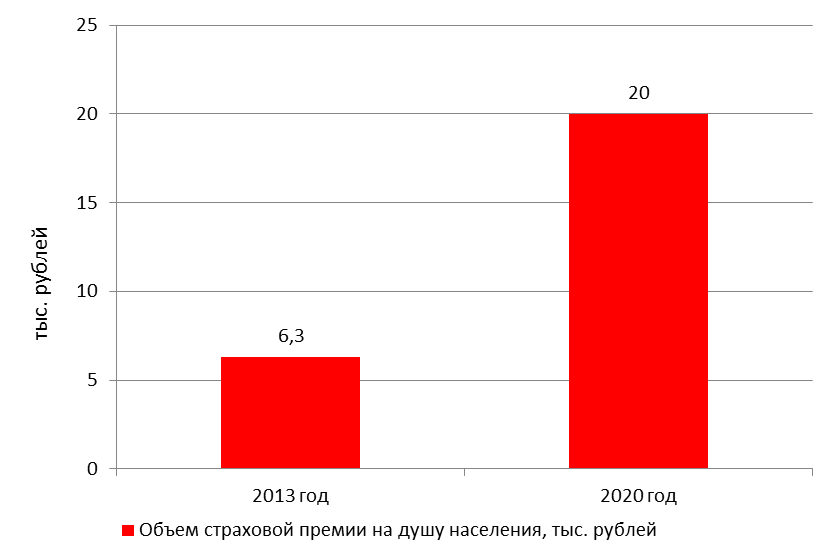 25
20
20
15
тыс. рублей
10
6,3
5
0
2013 год
2020 год
Объем страховой премии на душу населения, тыс. рублей